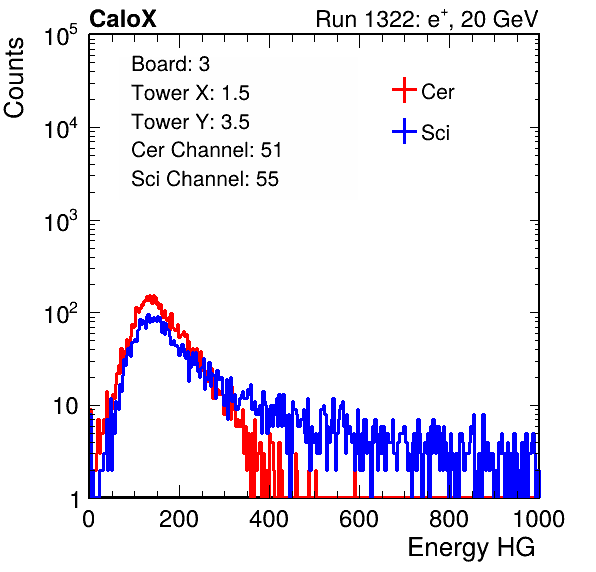 CaloX Run 1322: e⁺, 20 GeV
Counts
10⁵
10⁴
10³
10²
10
1
Board: 3
Tower X: 1.5
Tower Y: 3.5
Cer Channel: 51
Sci Channel: 55
Cer
Sci
0 200 400 600 800 1000
Energy HG